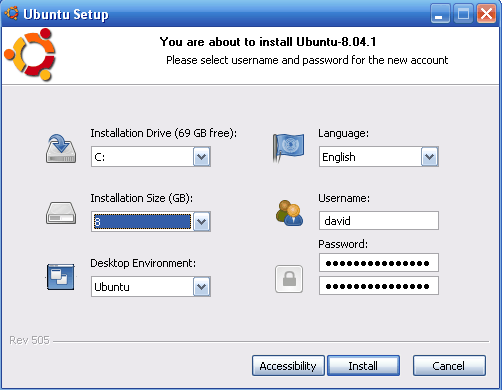 Ubuntu Setup
You are about to install Ubuntu-8.04.1
Please select username and password for the new account
Installation Drive (69 GB free):
C:
Language:
English
Installation Size (GB):
8
Username:
david
Password:
●●●●●●●●●●●●●●●
●●●●●●●●●●●●●●●
Desktop Environment:
Ubuntu
Rev 505
Accessibility
Install
Cancel